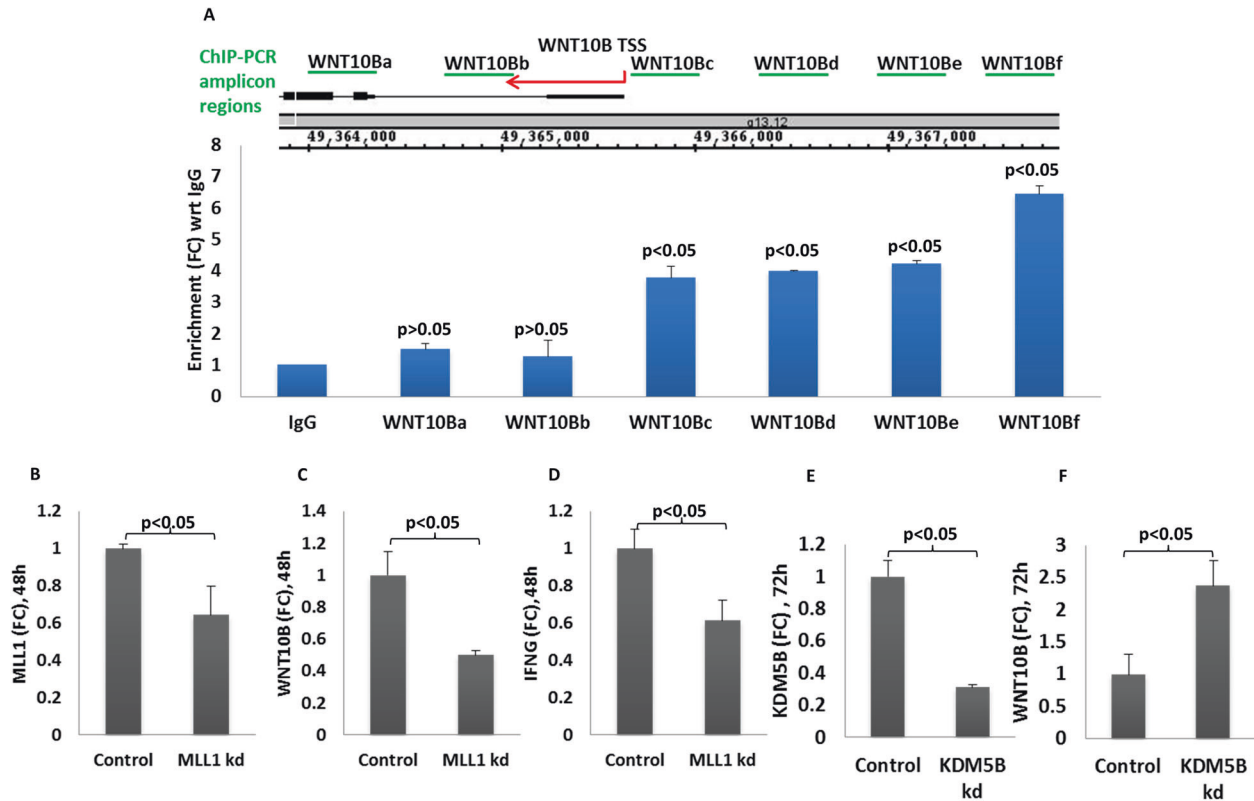 A
WNT10B TSS
ChIP-PCR
amplicon
regions
WNT10Ba WNT10Bb WNT10Bc WNT10Bd WNT10Be WNT10Bf
q13.12
49,364,000 49,365,000 49,366,000 49,367,000
Enrichment (FC) wrt IgG
8
7
6
5
4
3
2
1
0
p>0.05 p>0.05 p<0.05 p<0.05 p<0.05 p<0.05
IgG WNT10Ba WNT10Bb WNT10Bc WNT10Bd WNT10Be WNT10Bf
B
MLL1 (FC), 48h
1.2
1
0.8
0.6
0.4
0.2
0
p<0.05
Control MLL1 kd
C
WNT10B (FC), 48h
1.4
1.2
1
0.8
0.6
0.4
0.2
0
p<0.05
Control MLL1 kd
D
IFNG (FC), 48h
1.2
1
0.8
0.6
0.4
0.2
0
p<0.05
Control MLL1 kd
E
KDM5B (FC) , 72h
1.2
1
0.8
0.6
0.4
0.2
0
p<0.05
Control KDM5B
kd
F
WNT10B (FC), 72h
3
2.5
2
1.5
1
0.5
0
p<0.05
Control KDM5B
kd